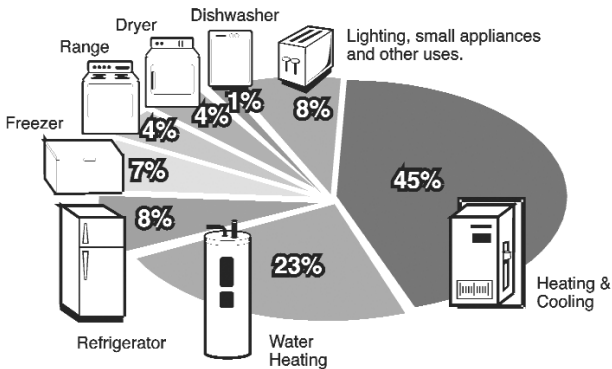 Dishwasher
Dryer
Range
Freezer
Lighting, small appliances
and other uses.
8%
1%
4%
4%
7%
8%
23%
45%
Refrigerator
Water
Heating
Heating &
Cooling